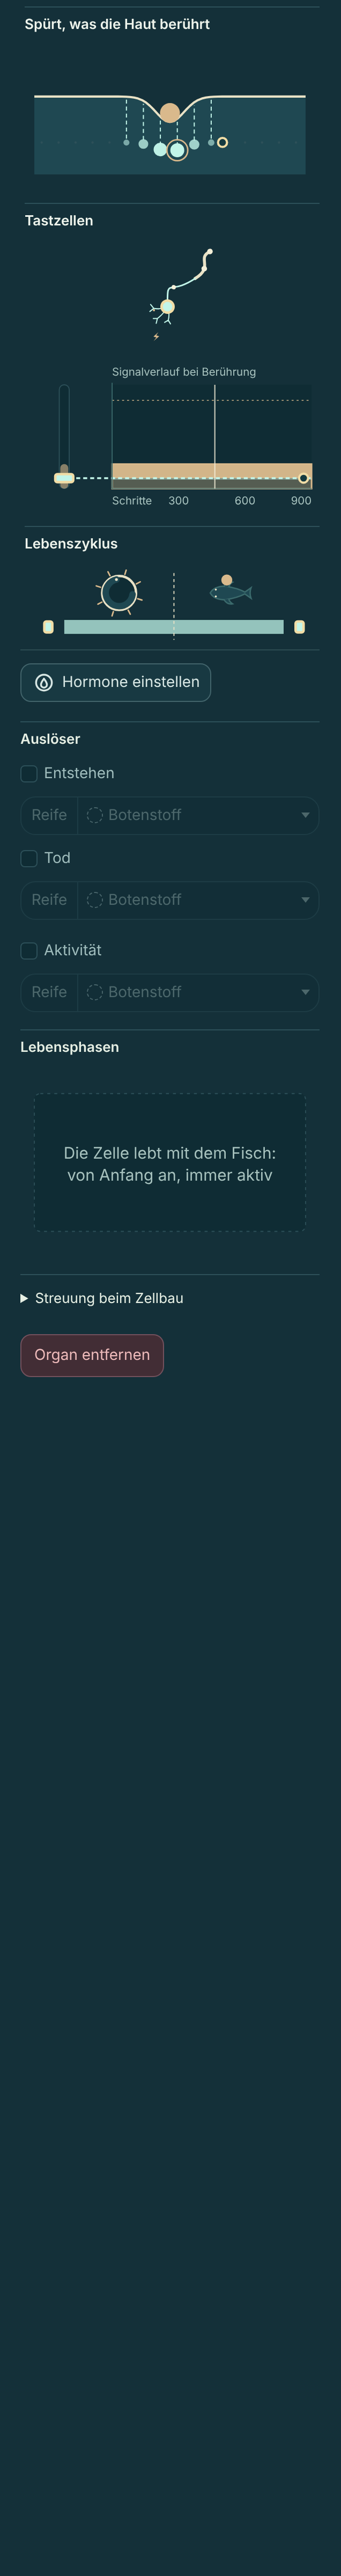 Spürt, was die Haut berührt
Tastzellen
Signalverlauf bei Berührung
Schritte 300 600 900
Lebenszyklus
Hormone einstellen
Auslöser
Entstehen
Reife Botenstoff
Tod
Reife Botenstoff
Aktivität
Reife Botenstoff
Lebensphasen
Die Zelle lebt mit dem Fisch:
von Anfang an, immer aktiv
Streuung beim Zellbau
Organ entfernen